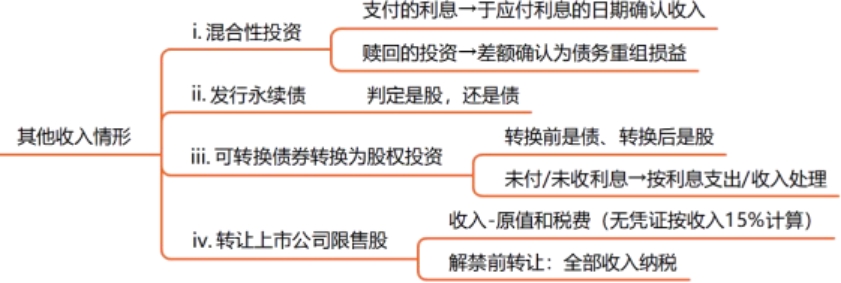 其他收入情形
i. 混合性投资
支付的利息→于应付利息的日期确认收入
赎回的投资→差额确认为债务重组损益
ii. 发行永续债
判定是股，还是债
iii. 可转换债券转换为股权投资
转换前是债、转换后是股
未付/未收利息→按利息支出/收入处理
iv. 转让上市公司限售股
收入-原值和税费（无凭证按收入15%计算）
解禁前转让：全部收入纳税